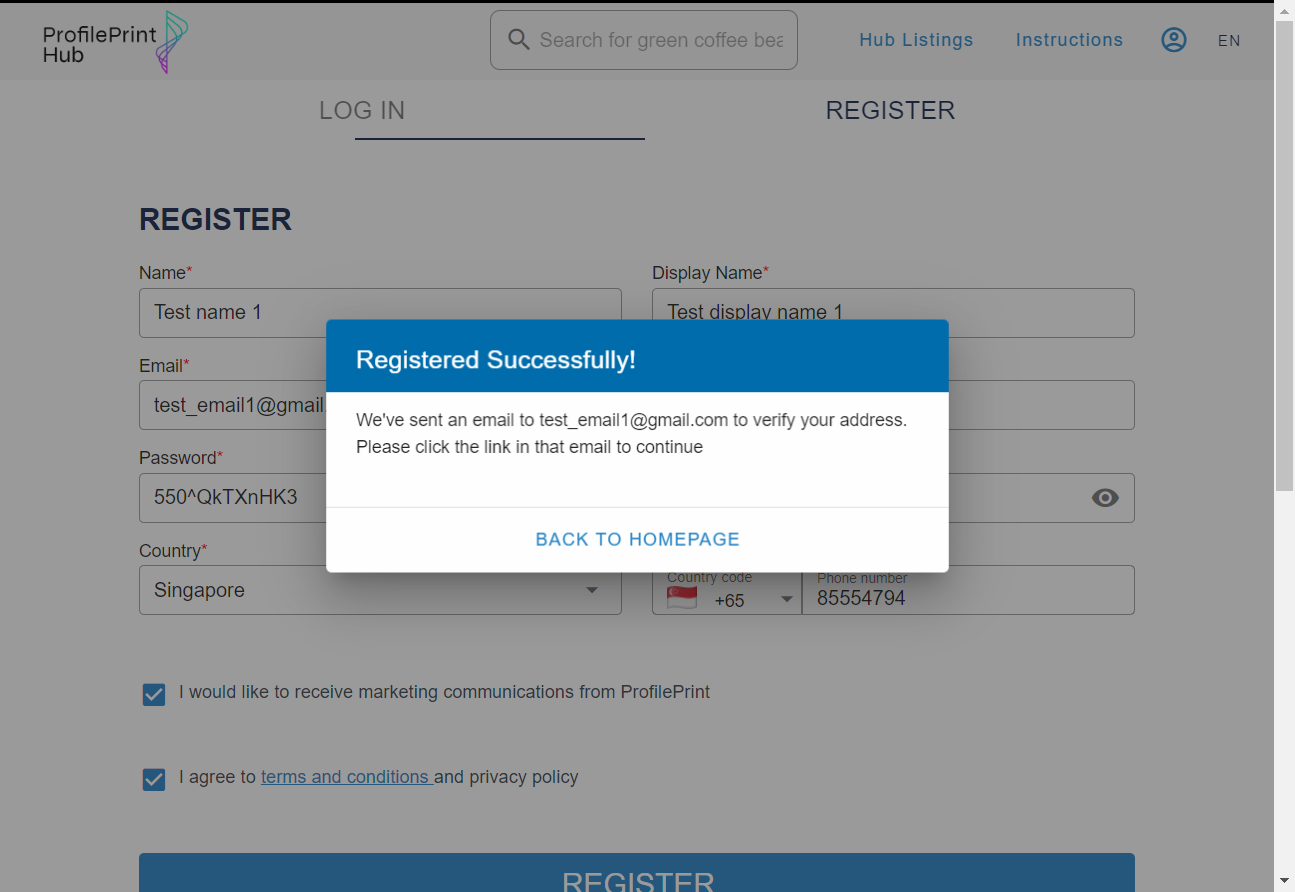 ProfilePrint
Hub
Search for green coffee bea
Hub Listings
Instructions
EN
LOG IN
REGISTER
REGISTER
Name*
Display Name*
Test name 1
Test display name 1
Email*
test_email1@gmail
Password*
550^QkTXnHK3
Country*
Singapore
Registered Successfully!
We've sent an email to test_email1@gmail.com to verify your address.
Please click the link in that email to continue
BACK TO HOMEPAGE
Country code
+65
Phone number
85554794
I would like to receive marketing communications from ProfilePrint
I agree to terms and conditions and privacy policy
REGISTER